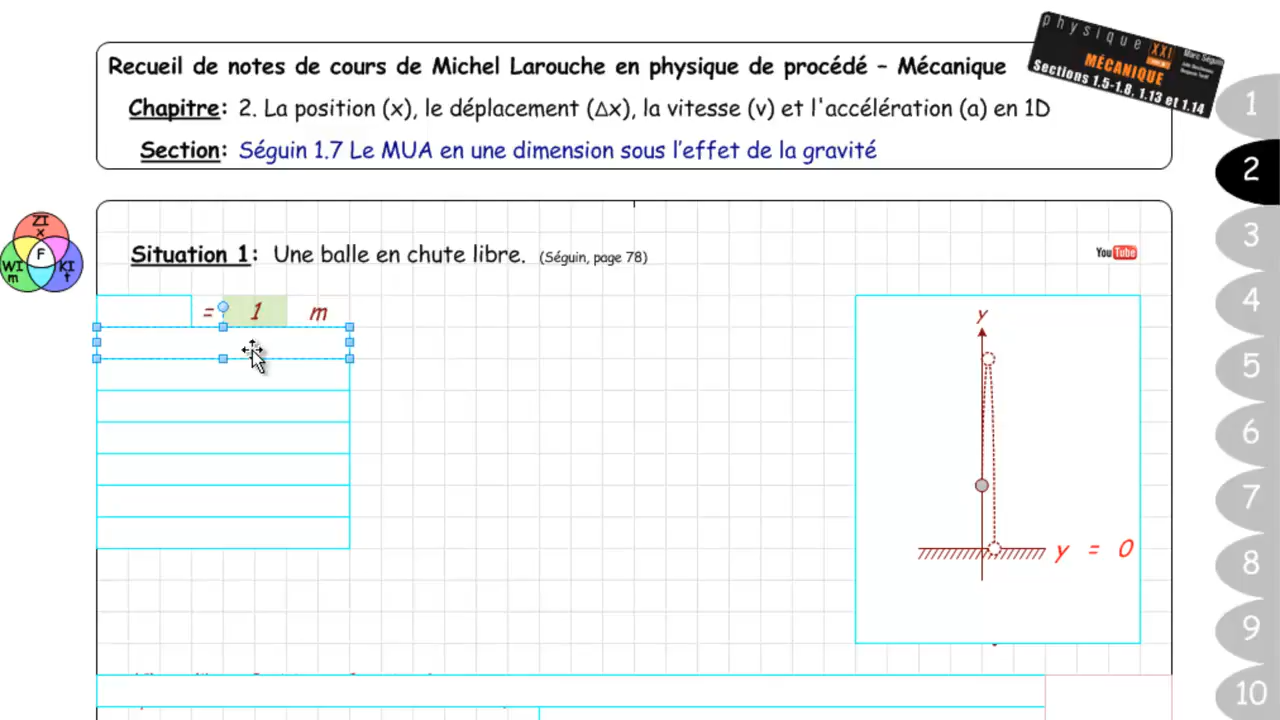 physique XXI
Marc Séguin
MÉCANIQUE
Sections 1.5-1.8, 1.13 et 1.14
Recueil de notes de cours de Michel Larouche en physique de procédé – Mécanique
Chapitre: 2. La position (x), le déplacement (Δx), la vitesse (v) et l'accélération (a) en 1D
Section: Séguin 1.7 Le MUA en une dimension sous l'effet de la gravité
1
2
3
4
5
6
7
8
9
10
ZI
x
F
WI
m
KI
t
Situation 1: Une balle en chute libre. (Séguin, page 78)
YouTube
= 1 m
y
y = 0